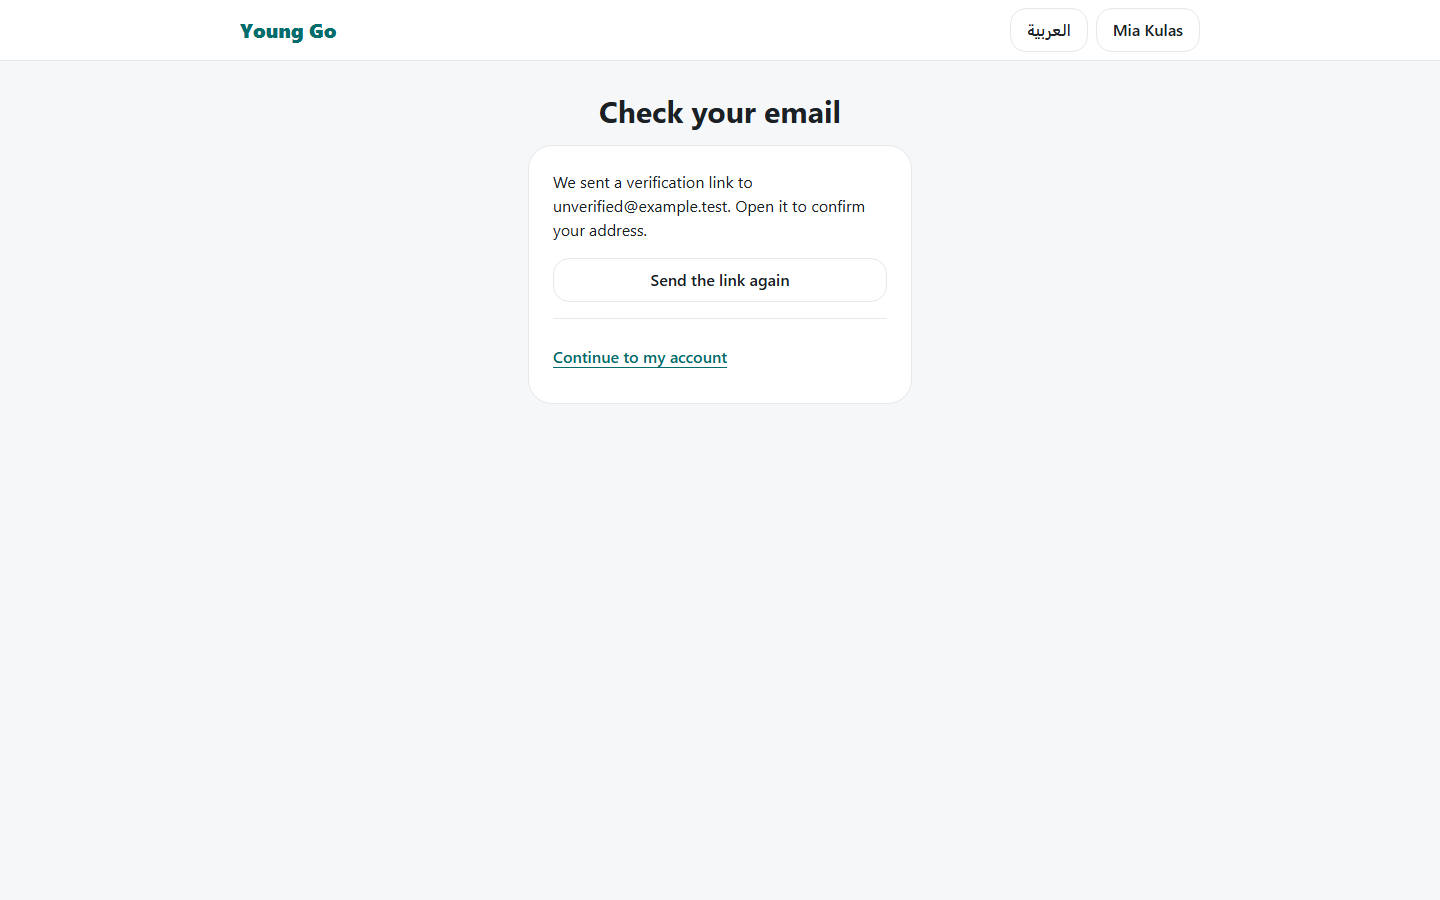 Young Go
العربية
Mia Kulas
Check your email
We sent a verification link to
unverified@example.test. Open it to confirm
your address.
Send the link again
Continue to my account